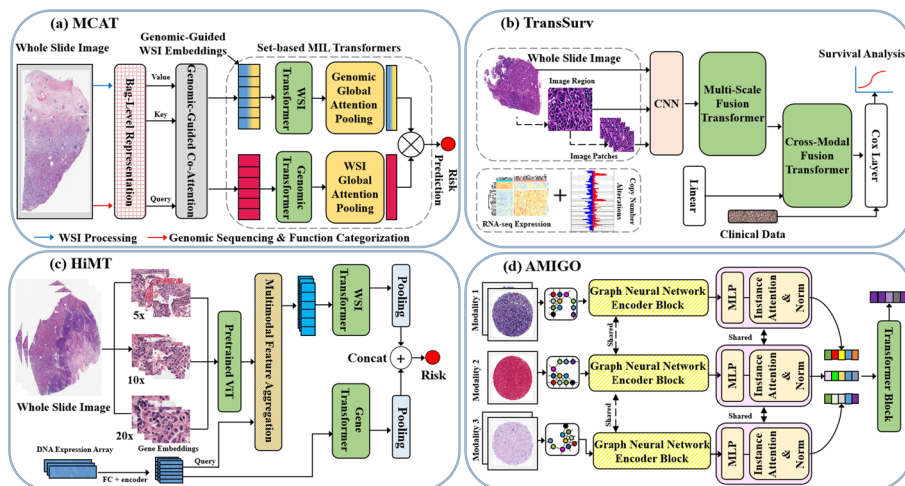 (a) MCAT
Whole Slide Image
Genomic-Guided
WSI Embeddings
Set-based MIL Transformers
Bag-Level Representation
Value
Key
Query
Genomic-Guided Co-Attention
WSI
Transformer
Genomic
Global
Attention
Pooling
Genomic
Transformer
WSI
Global
Attention
Pooling
Risk
Prediction
WSI Processing
Genomic Sequencing & Function Categorization
(b) TransSurv
Whole Slide Image
Image Region
Image Patches
CNN
Multi-Scale
Fusion
Transformer
Cross-Modal
Fusion
Transformer
Survival Analysis
Cox Layer
RNA-seq Expression
Copy Number
Alterations
Linear
Clinical Data
(c) HiMT
Whole Slide Image
5x
10x
20x
Pretrained ViT
Multimodal Feature Aggregation
WSI
Transformer
Pooling
Concat
Risk
Gene
Transformer
Pooling
Gene Embeddings
Query
DNA Expression Array
FC + encoder
(d) AMIGO
Modality 1
Graph Neural Network
Encoder Block
MLP
Instance
Attention
&
Norm
Shared
Shared
Modality 2
Graph Neural Network
Encoder Block
MLP
Instance
Attention
&
Norm
Shared
Shared
Modality 3
Graph Neural Network
Encoder Block
MLP
Instance
Attention
&
Norm
Transformer
Block